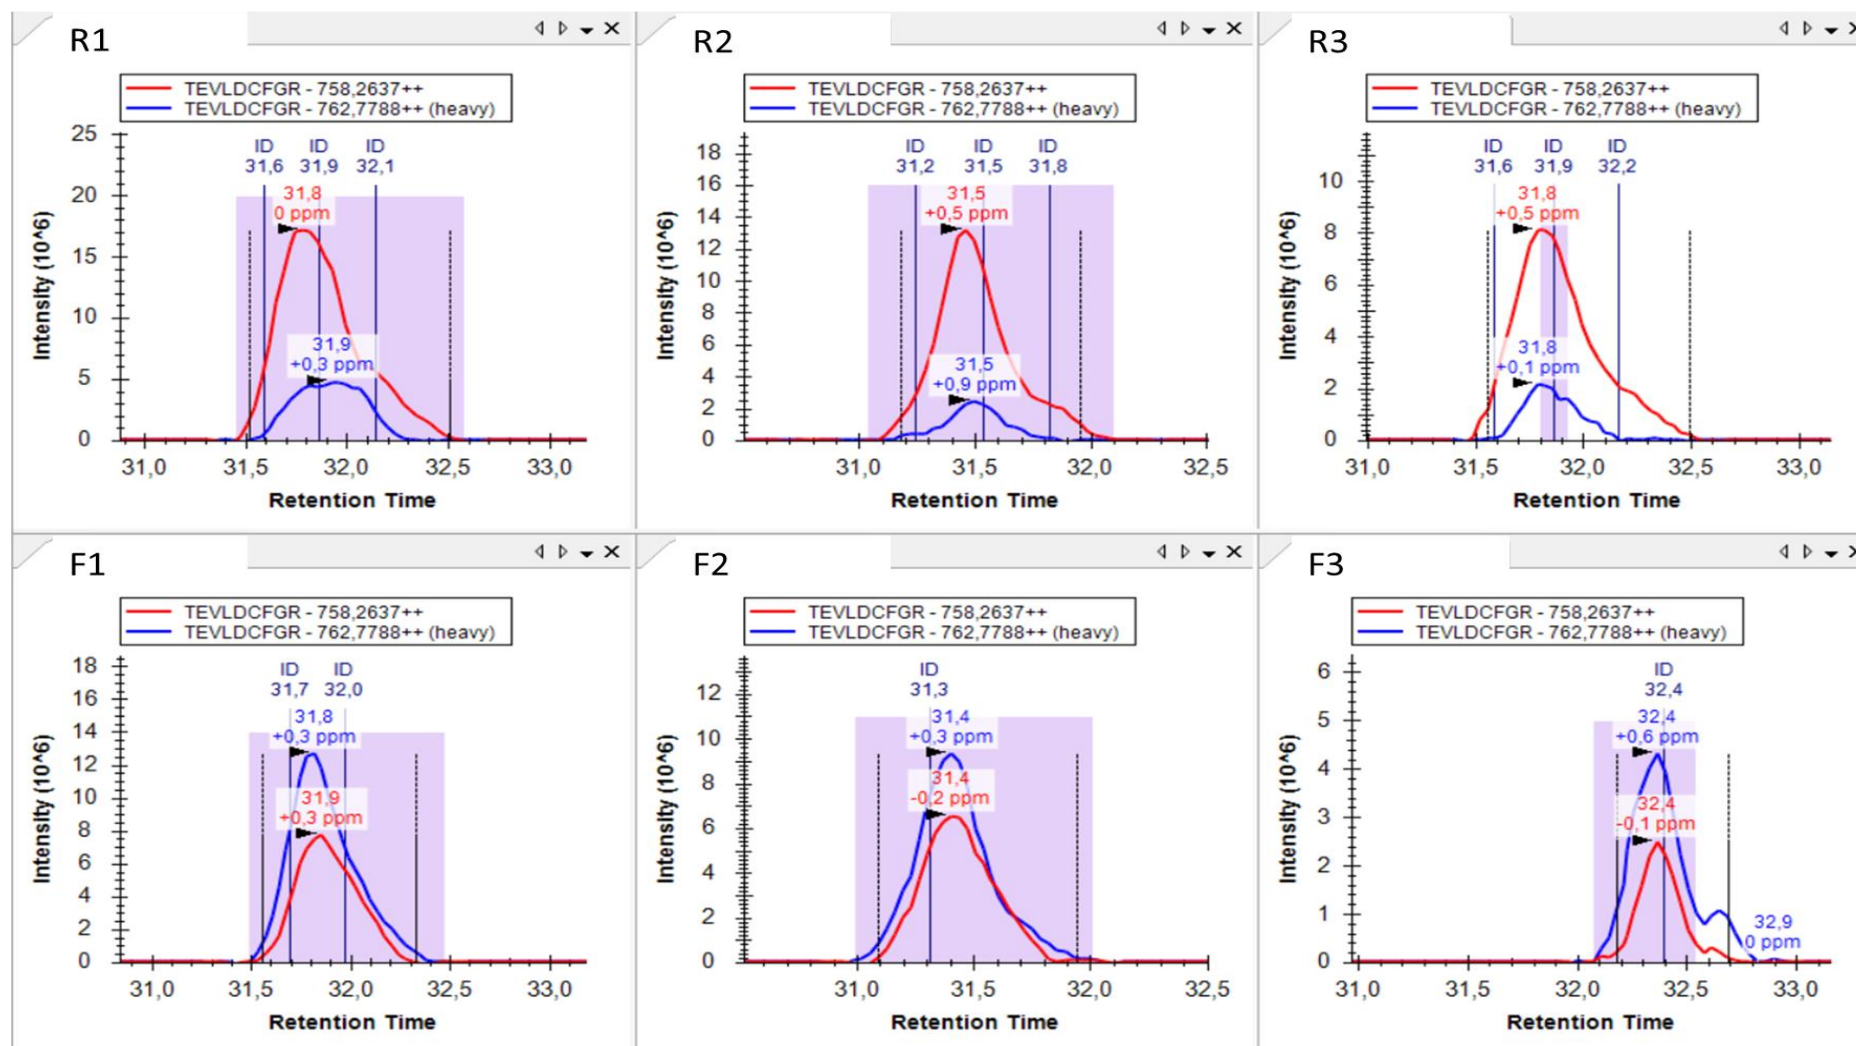 R1
TEVLDCFGR - 758,2637++
TEVLDCFGR - 762,7788++ (heavy)
25
20
15
10
5
0
ID
31,6
ID
31,9
ID
32,1
31,8
0 ppm
31,9
+0,3 ppm
31,0
31,5
32,0
32,5
33,0
Intensity (10^6)
Retention Time
R2
TEVLDCFGR - 758,2637++
TEVLDCFGR - 762,7788++ (heavy)
18
16
14
12
10
8
6
4
2
0
ID
31,2
ID
31,5
ID
31,8
31,5
+0,5 ppm
31,5
+0,9 ppm
31,0
31,5
32,0
32,5
Intensity (10^6)
Retention Time
R3
TEVLDCFGR - 758,2637++
TEVLDCFGR - 762,7788++ (heavy)
10
8
6
4
2
0
ID
31,6
ID
31,9
ID
32,2
31,8
+0,5 ppm
31,8
+0,1 ppm
31,0
31,5
32,0
32,5
33,0
Intensity (10^6)
Retention Time
F1
TEVLDCFGR - 758,2637++
TEVLDCFGR - 762,7788++ (heavy)
18
16
14
12
10
8
6
4
2
0
ID
31,7
ID
32,0
31,8
+0,3 ppm
31,9
+0,3 ppm
31,0
31,5
32,0
32,5
33,0
Intensity (10^6)
Retention Time
F2
TEVLDCFGR - 758,2637++
TEVLDCFGR - 762,7788++ (heavy)
12
10
8
6
4
2
0
ID
31,3
31,4
+0,3 ppm
31,4
-0,2 ppm
31,0
31,5
32,0
32,5
Intensity (10^6)
Retention Time
F3
TEVLDCFGR - 758,2637++
TEVLDCFGR - 762,7788++ (heavy)
6
5
4
3
2
1
0
ID
32,4
32,4
+0,6 ppm
32,4
-0,1 ppm
32,9
0 ppm
31,0
31,5
32,0
32,5
33,0
Intensity (10^6)
Retention Time